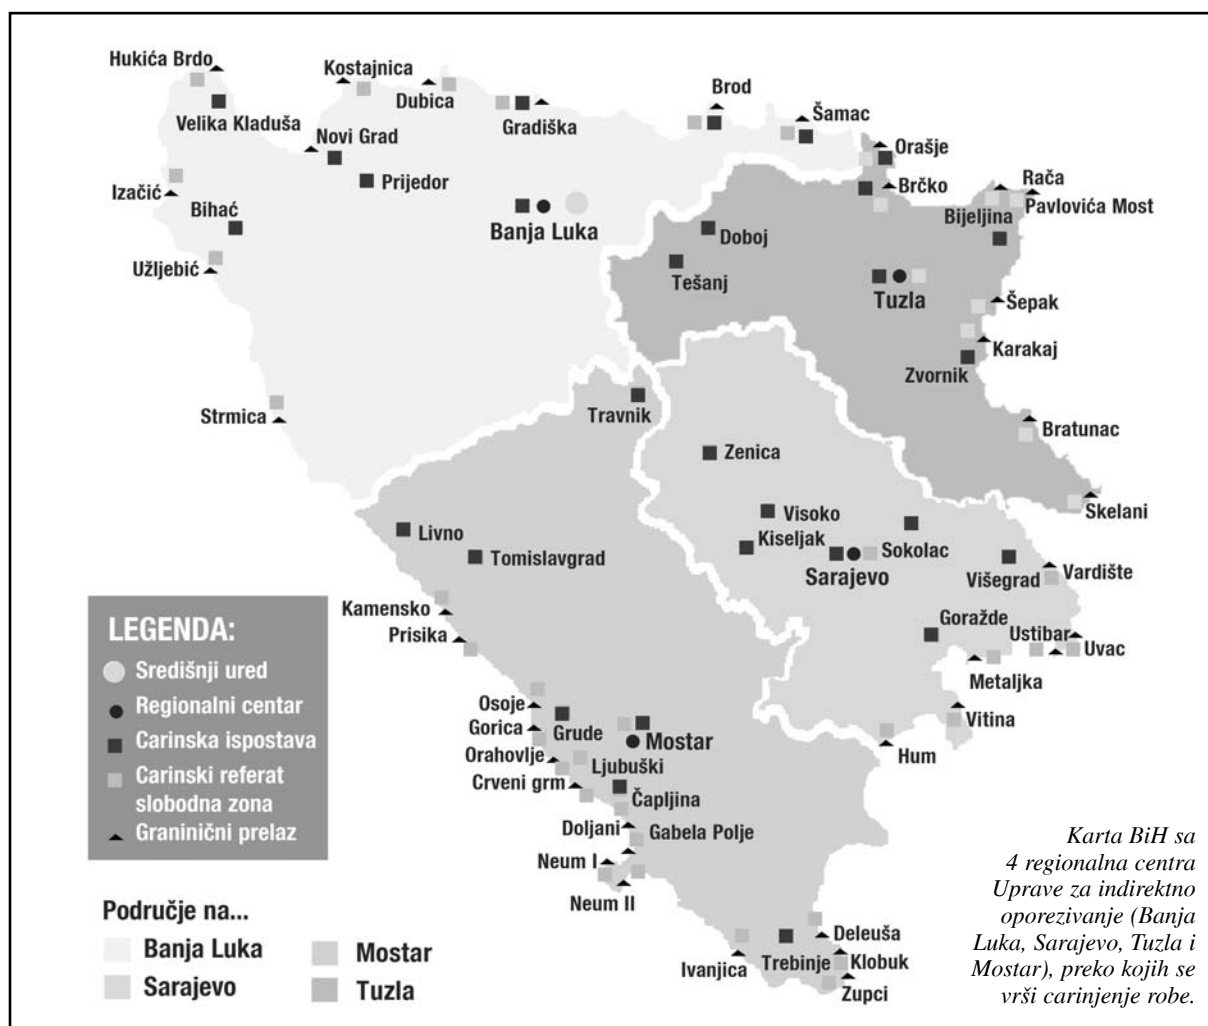 Hukića Brdo
Kostajnica
Dubica
Velika Kladuša
Gradiška
Brod
Šamac
Novi Grad
Orašje
Prijedor
Brčko
Rača
Izačić
Pavlovića Most
Bihać
Bijeljina
Banja Luka
Doboj
Užljebić
Tešanj
Tuzla
Šepak
Karakaj
Zvornik
Strmica
Travnik
Bratunac
Zenica
Skelani
Visoko
Livno
Kiseljak
Sokolac
Tomislavgrad
Sarajevo
Višegrad
Vardište
Kamensko
Goražde
Prisika
Ustibar
Uvac
Metaljka
Osoje
Vitina
Gorica
Grude
Mostar
Orahovlje
Ljubuški
Hum
Crveni grm
Čapljina
Doljani
Gabela Polje
Neum I
Neum II
Deleuša
Ivanjica
Trebinje
Klobuk
Zupci
LEGENDA:
Središnji ured
Regionalni centar
Carinska ispostava
Carinski referat
slobodna zona
Graninični prelaz
Područje na...
Banja Luka
Sarajevo
Mostar
Tuzla
Karta BiH sa
4 regionalna centra
Uprave za indirektno
oporezivanje (Banja
Luka, Sarajevo, Tuzla i
Mostar), preko kojih se
vrši carinjenje robe.